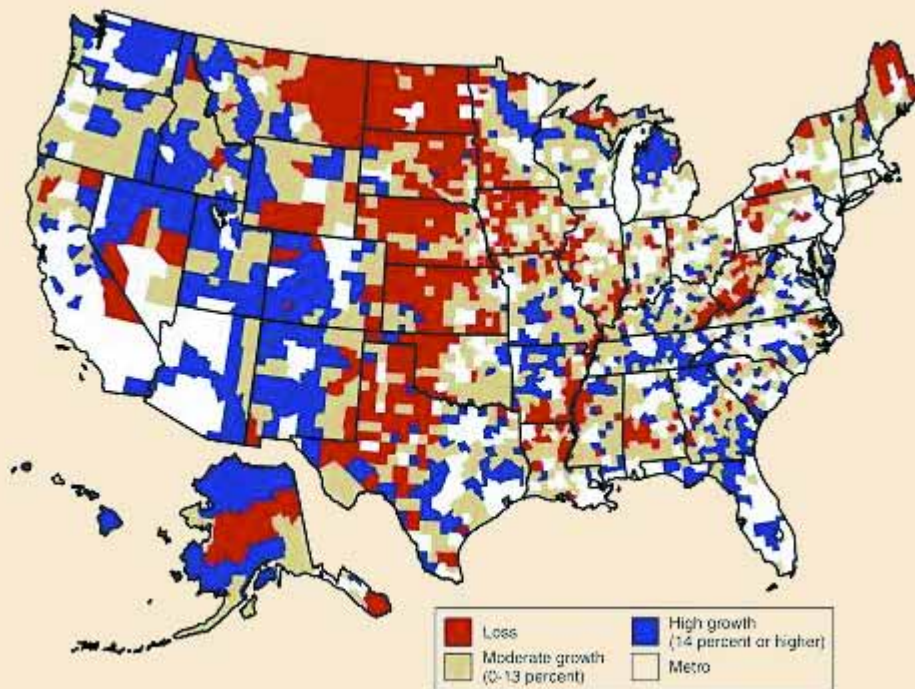 Loss
Moderate growth
(0-13 percent)
High growth
(14 percent or higher)
Metro